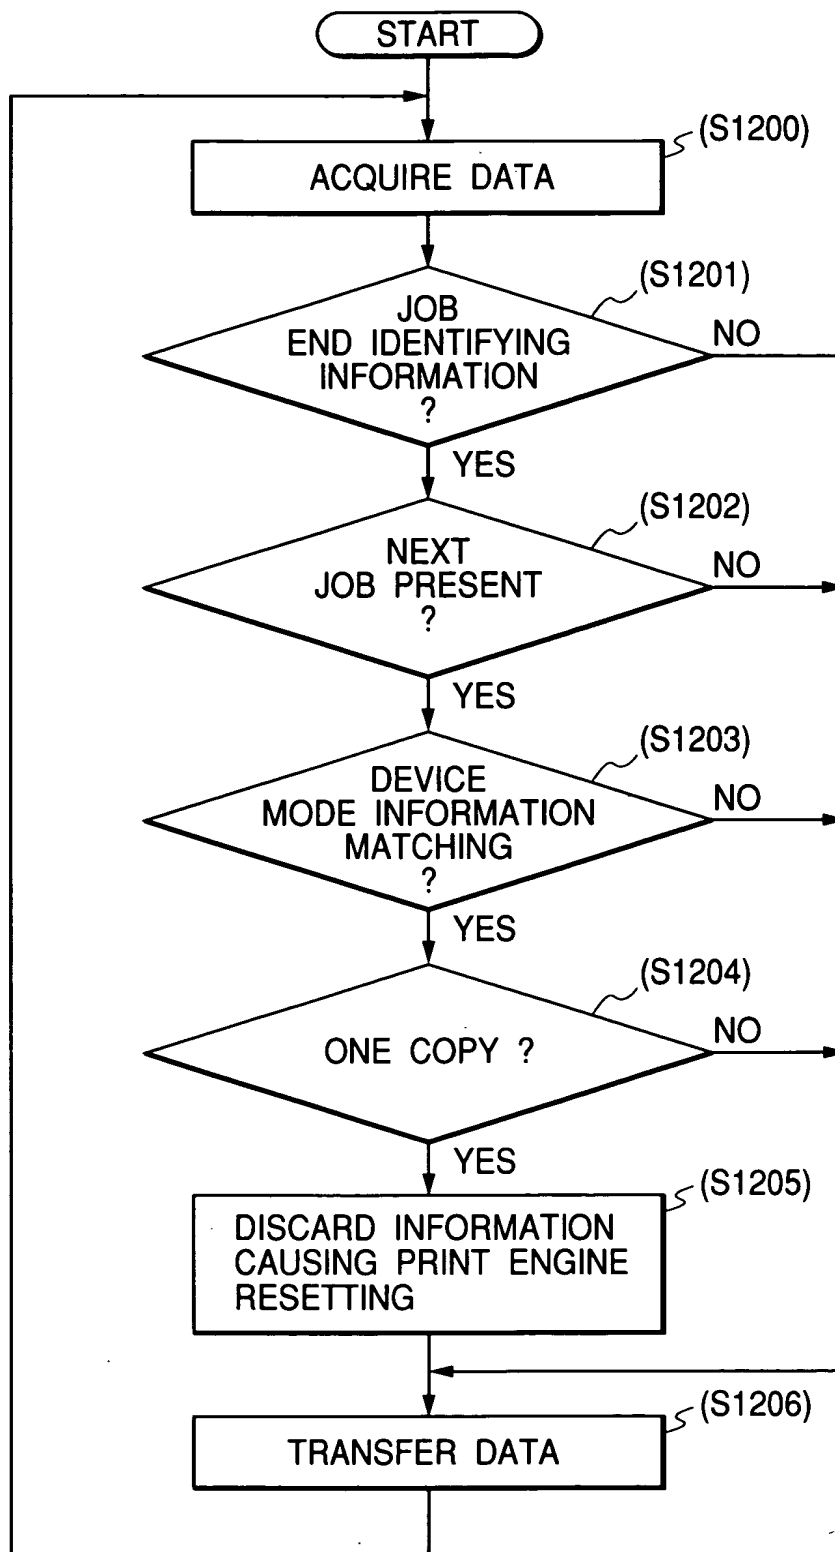 START
(S1200)
ACQUIRE DATA
(S1201)
JOB
END IDENTIFYING
INFORMATION
?
NO
YES
(S1202)
NEXT
JOB PRESENT
?
NO
YES
(S1203)
DEVICE
MODE INFORMATION
MATCHING
?
NO
YES
(S1204)
ONE COPY ?
NO
YES
(S1205)
DISCARD INFORMATION
CAUSING PRINT ENGINE
RESETTING
(S1206)
TRANSFER DATA